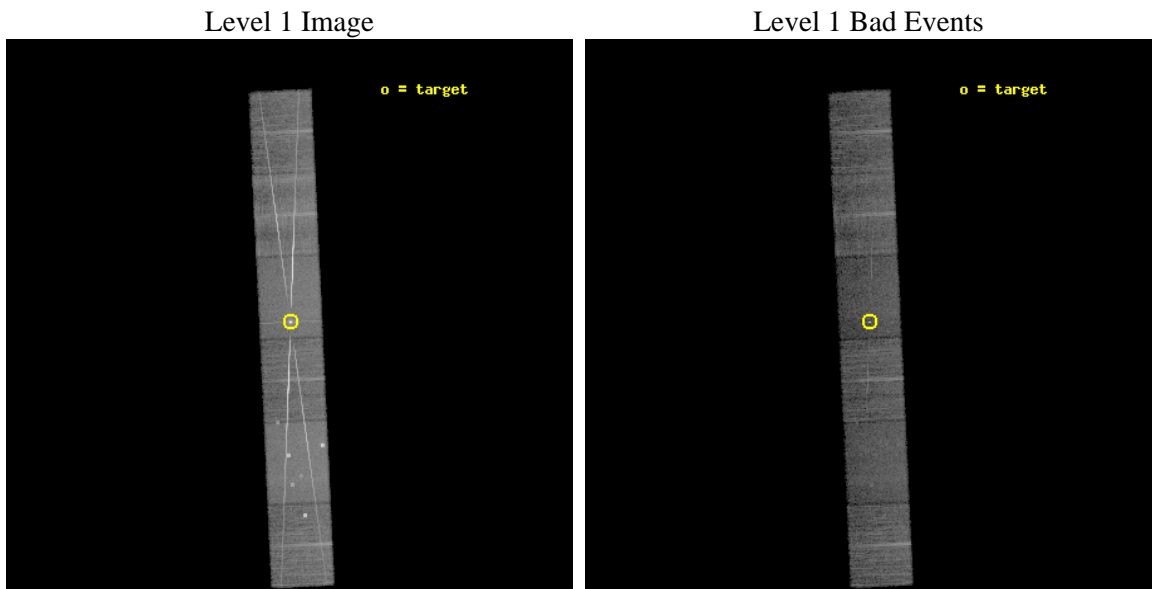 Level 1 Image
Level 1 Bad Events
o = target
o = target